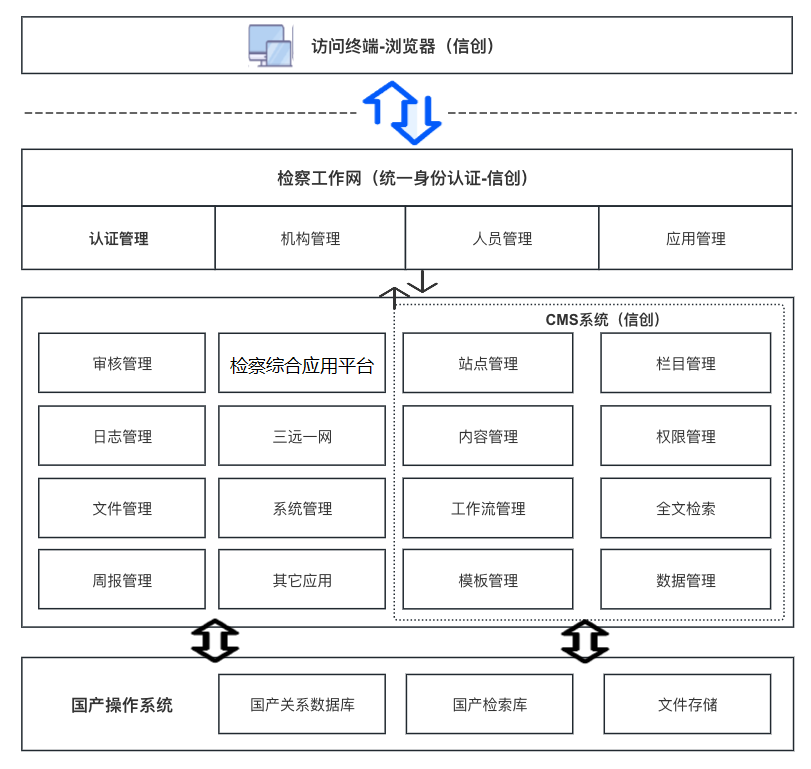 访问终端-浏览器（信创）
检察工作网（统一身份认证-信创）
认证管理 机构管理 人员管理 应用管理
CMS系统（信创）
审核管理 检察综合应用平台 站点管理 栏目管理
日志管理 三远一网 内容管理 权限管理
文件管理 系统管理 工作流管理 全文检索
周报管理 其它应用 模板管理 数据管理
国产操作系统 国产关系数据库 国产检索库 文件存储